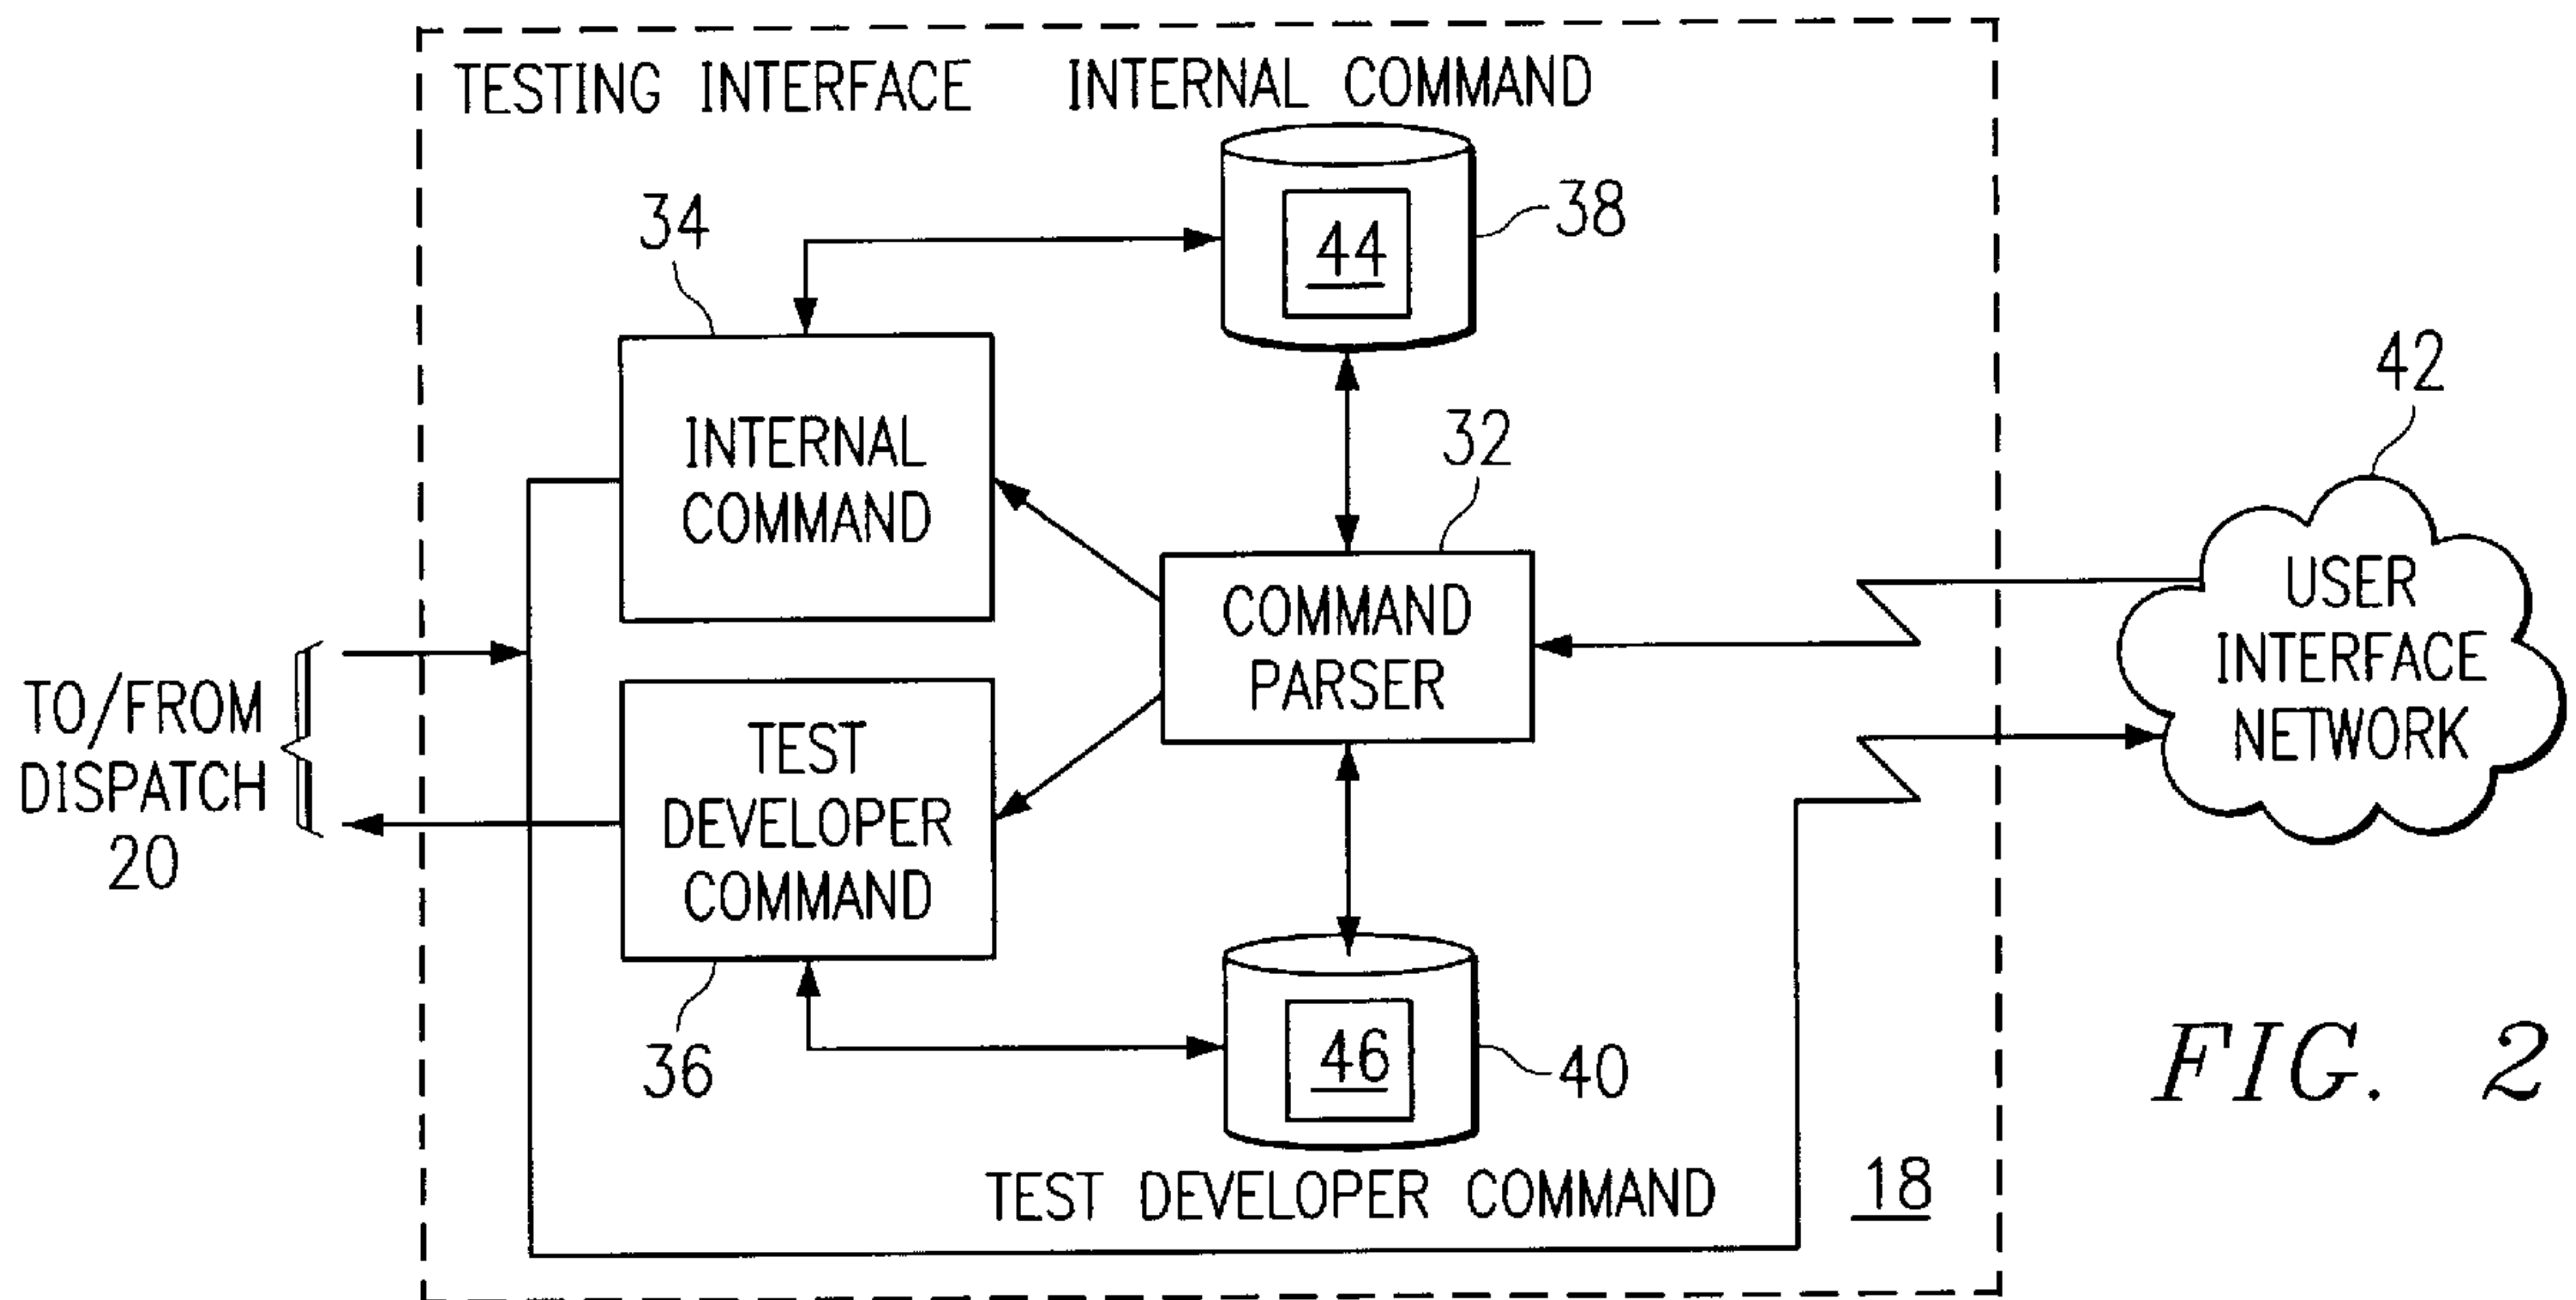 TESTING INTERFACE
INTERNAL COMMAND
34
44
38
INTERNAL
COMMAND
32
42
COMMAND
PARSER
USER
INTERFACE
NETWORK
TO/FROM
DISPATCH
20
TEST
DEVELOPER
COMMAND
36
46
40
TEST DEVELOPER COMMAND
18
FIG. 2